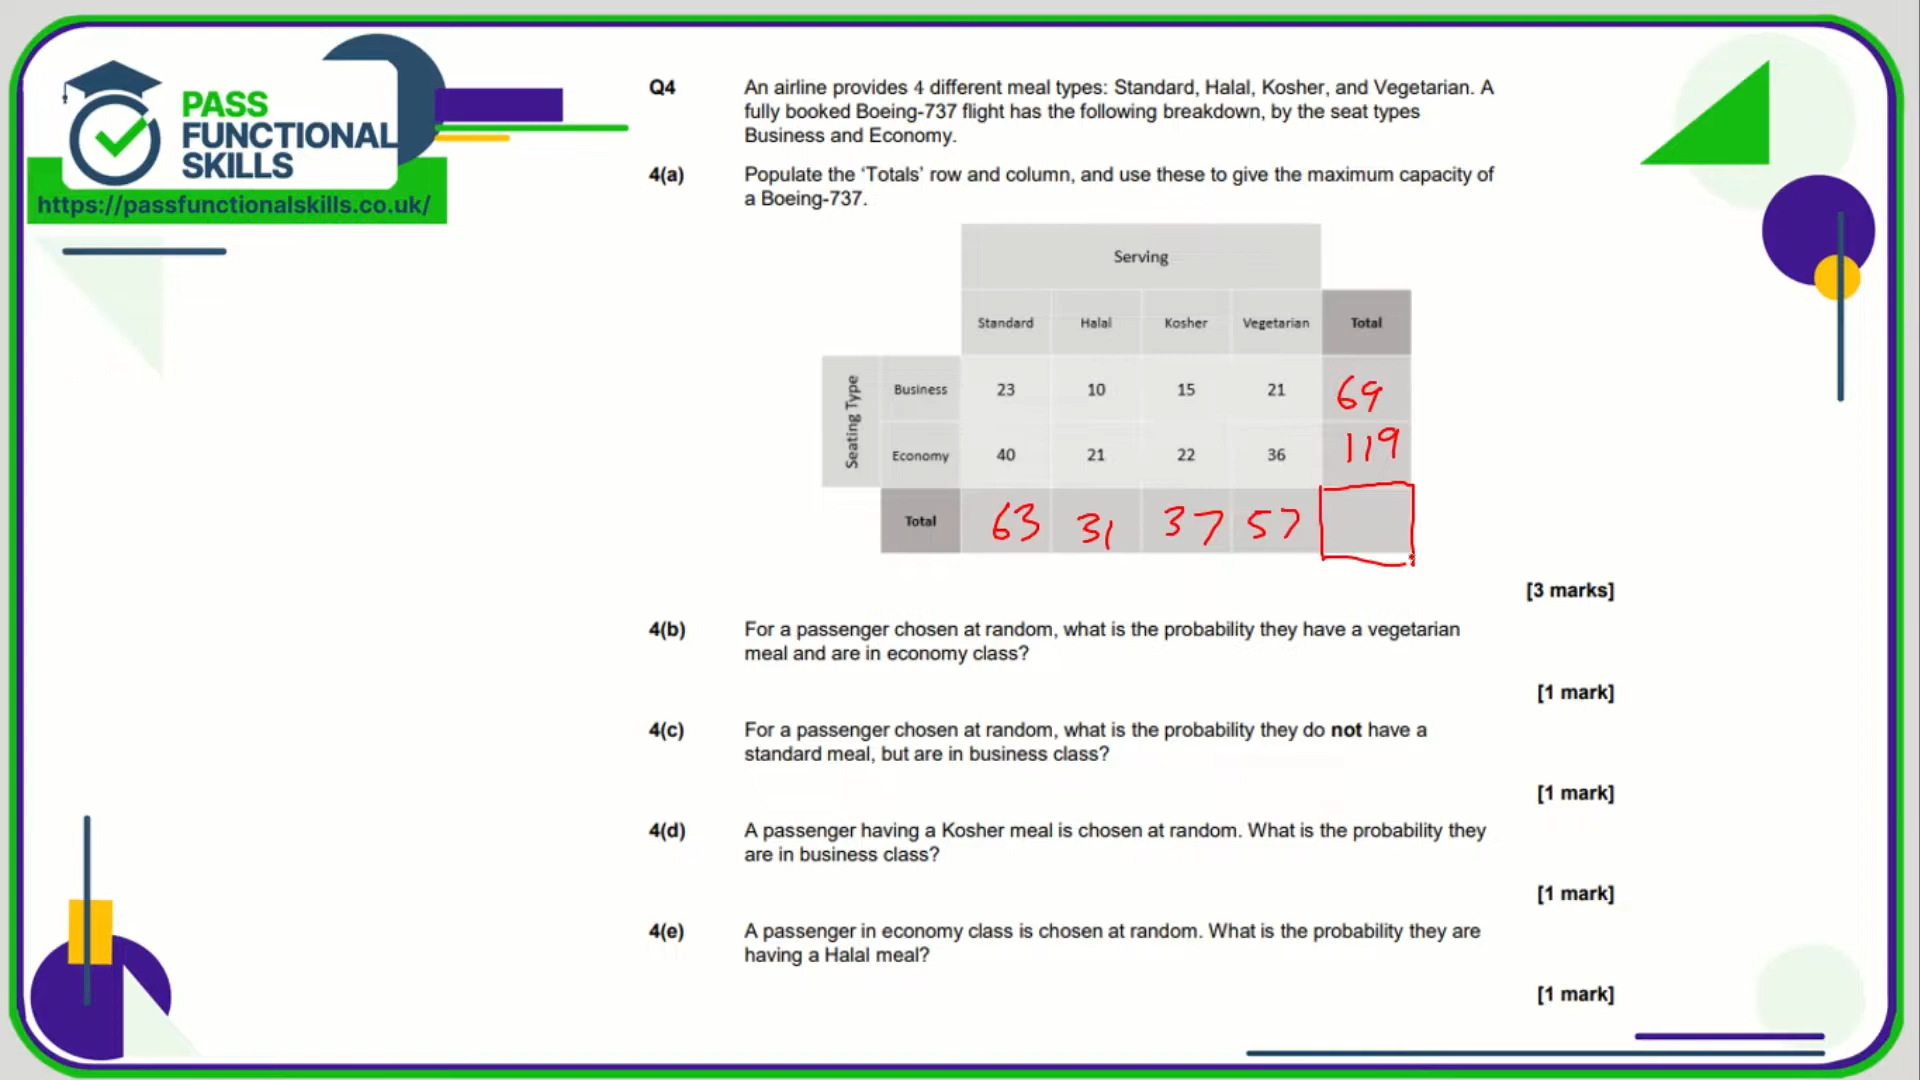 PASS
FUNCTIONAL
SKILLS
https://passfunctionalskills.co.uk/
Q4 An airline provides 4 different meal types: Standard, Halal, Kosher, and Vegetarian. A
fully booked Boeing-737 flight has the following breakdown, by the seat types
Business and Economy.
4(a) Populate the ‘Totals’ row and column, and use these to give the maximum capacity of
a Boeing-737.
Serving
Standard Halal Kosher Vegetarian Total
Seating Type
Business 23 10 15 21 69
Economy 40 21 22 36 119
Total 63 31 37 57
[3 marks]
4(b) For a passenger chosen at random, what is the probability they have a vegetarian
meal and are in economy class?
[1 mark]
4(c) For a passenger chosen at random, what is the probability they do not have a
standard meal, but are in business class?
[1 mark]
4(d) A passenger having a Kosher meal is chosen at random. What is the probability they
are in business class?
[1 mark]
4(e) A passenger in economy class is chosen at random. What is the probability they are
having a Halal meal?
[1 mark]